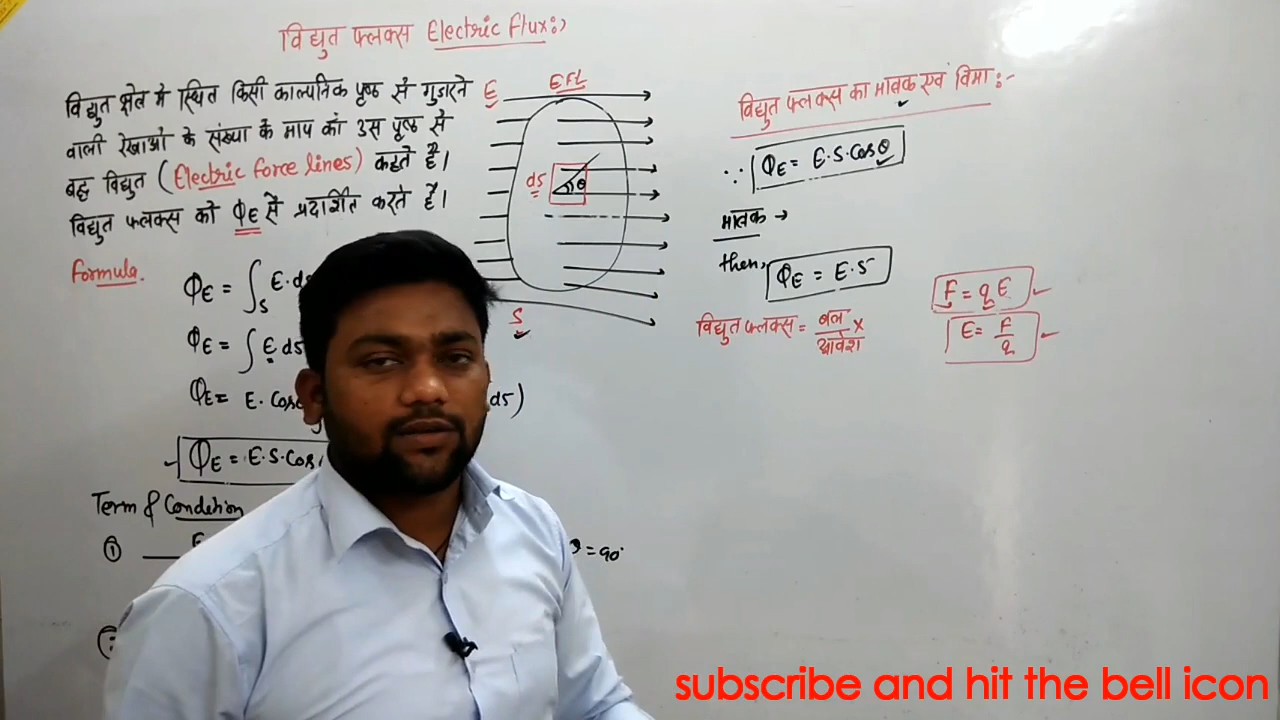 विद्युत फ्लक्स Electric flux:→
विद्युत क्षेत्र में स्थित किसी काल्पनिक पृष्ठ से गुजरने
वाली रेखाओं के संख्या के माप को उस पृष्ठ से
बद्ध विद्युत (Electric force lines) कहते हैं।
विद्युत फ्लक्स को ΦE से प्रदर्शित करते हैं।
Formula.
ΦE = ∫S E.ds
ΦE = ∫ E ds
ΦE = E. Cos
ds)
ΦE = E.S.Cos
Term & Condetion
①
= 90°
E
EFL
ds
θ
S
विद्युत फ्लक्स का मात्रक एवं विमा :-
∵ ΦE = E.S.Cosθ
मात्रक →
then, ΦE = E.S
विद्युत फ्लक्स = बल/आवेश ×
F = qE
E = F/q
subscribe and hit the bell icon